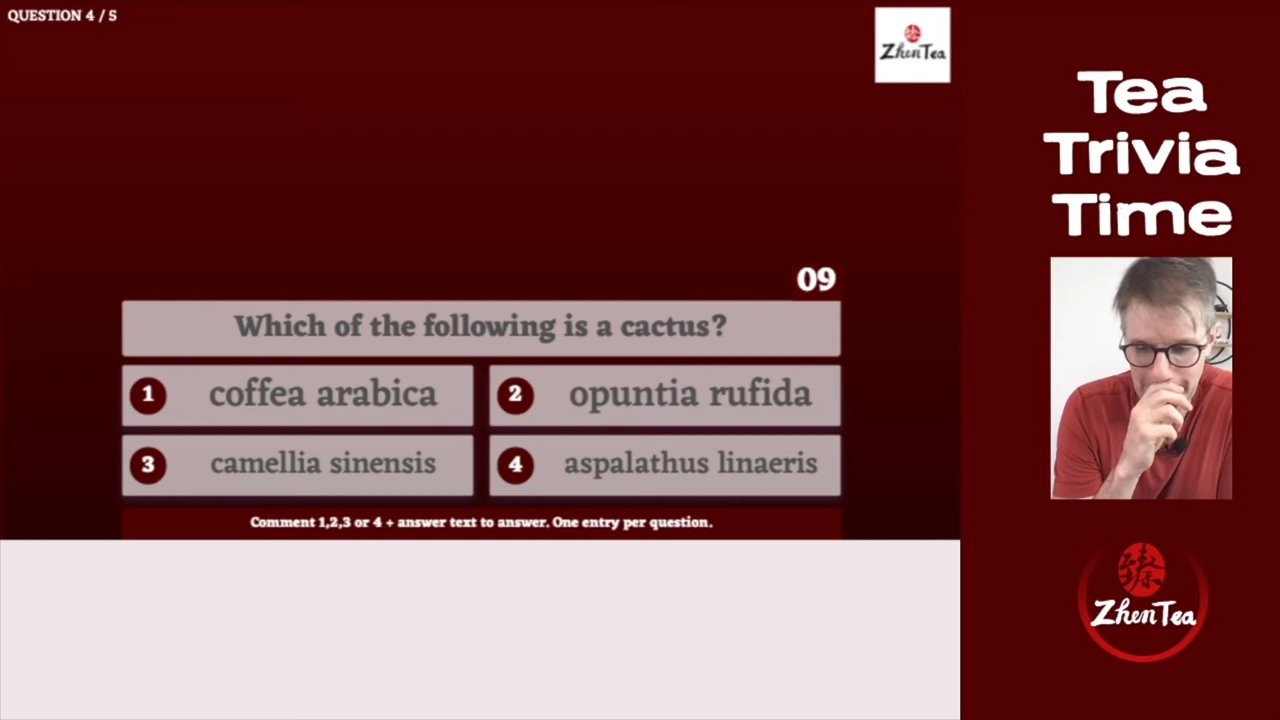 QUESTION 4 / 5
ZhenTea
09
Which of the following is a cactus?
1 coffea arabica
2 opuntia rufida
3 camellia sinensis
4 aspalathus linaeris
Comment 1,2,3 or 4 + answer text to answer. One entry per question.
Tea
Trivia
Time
臻
ZhenTea